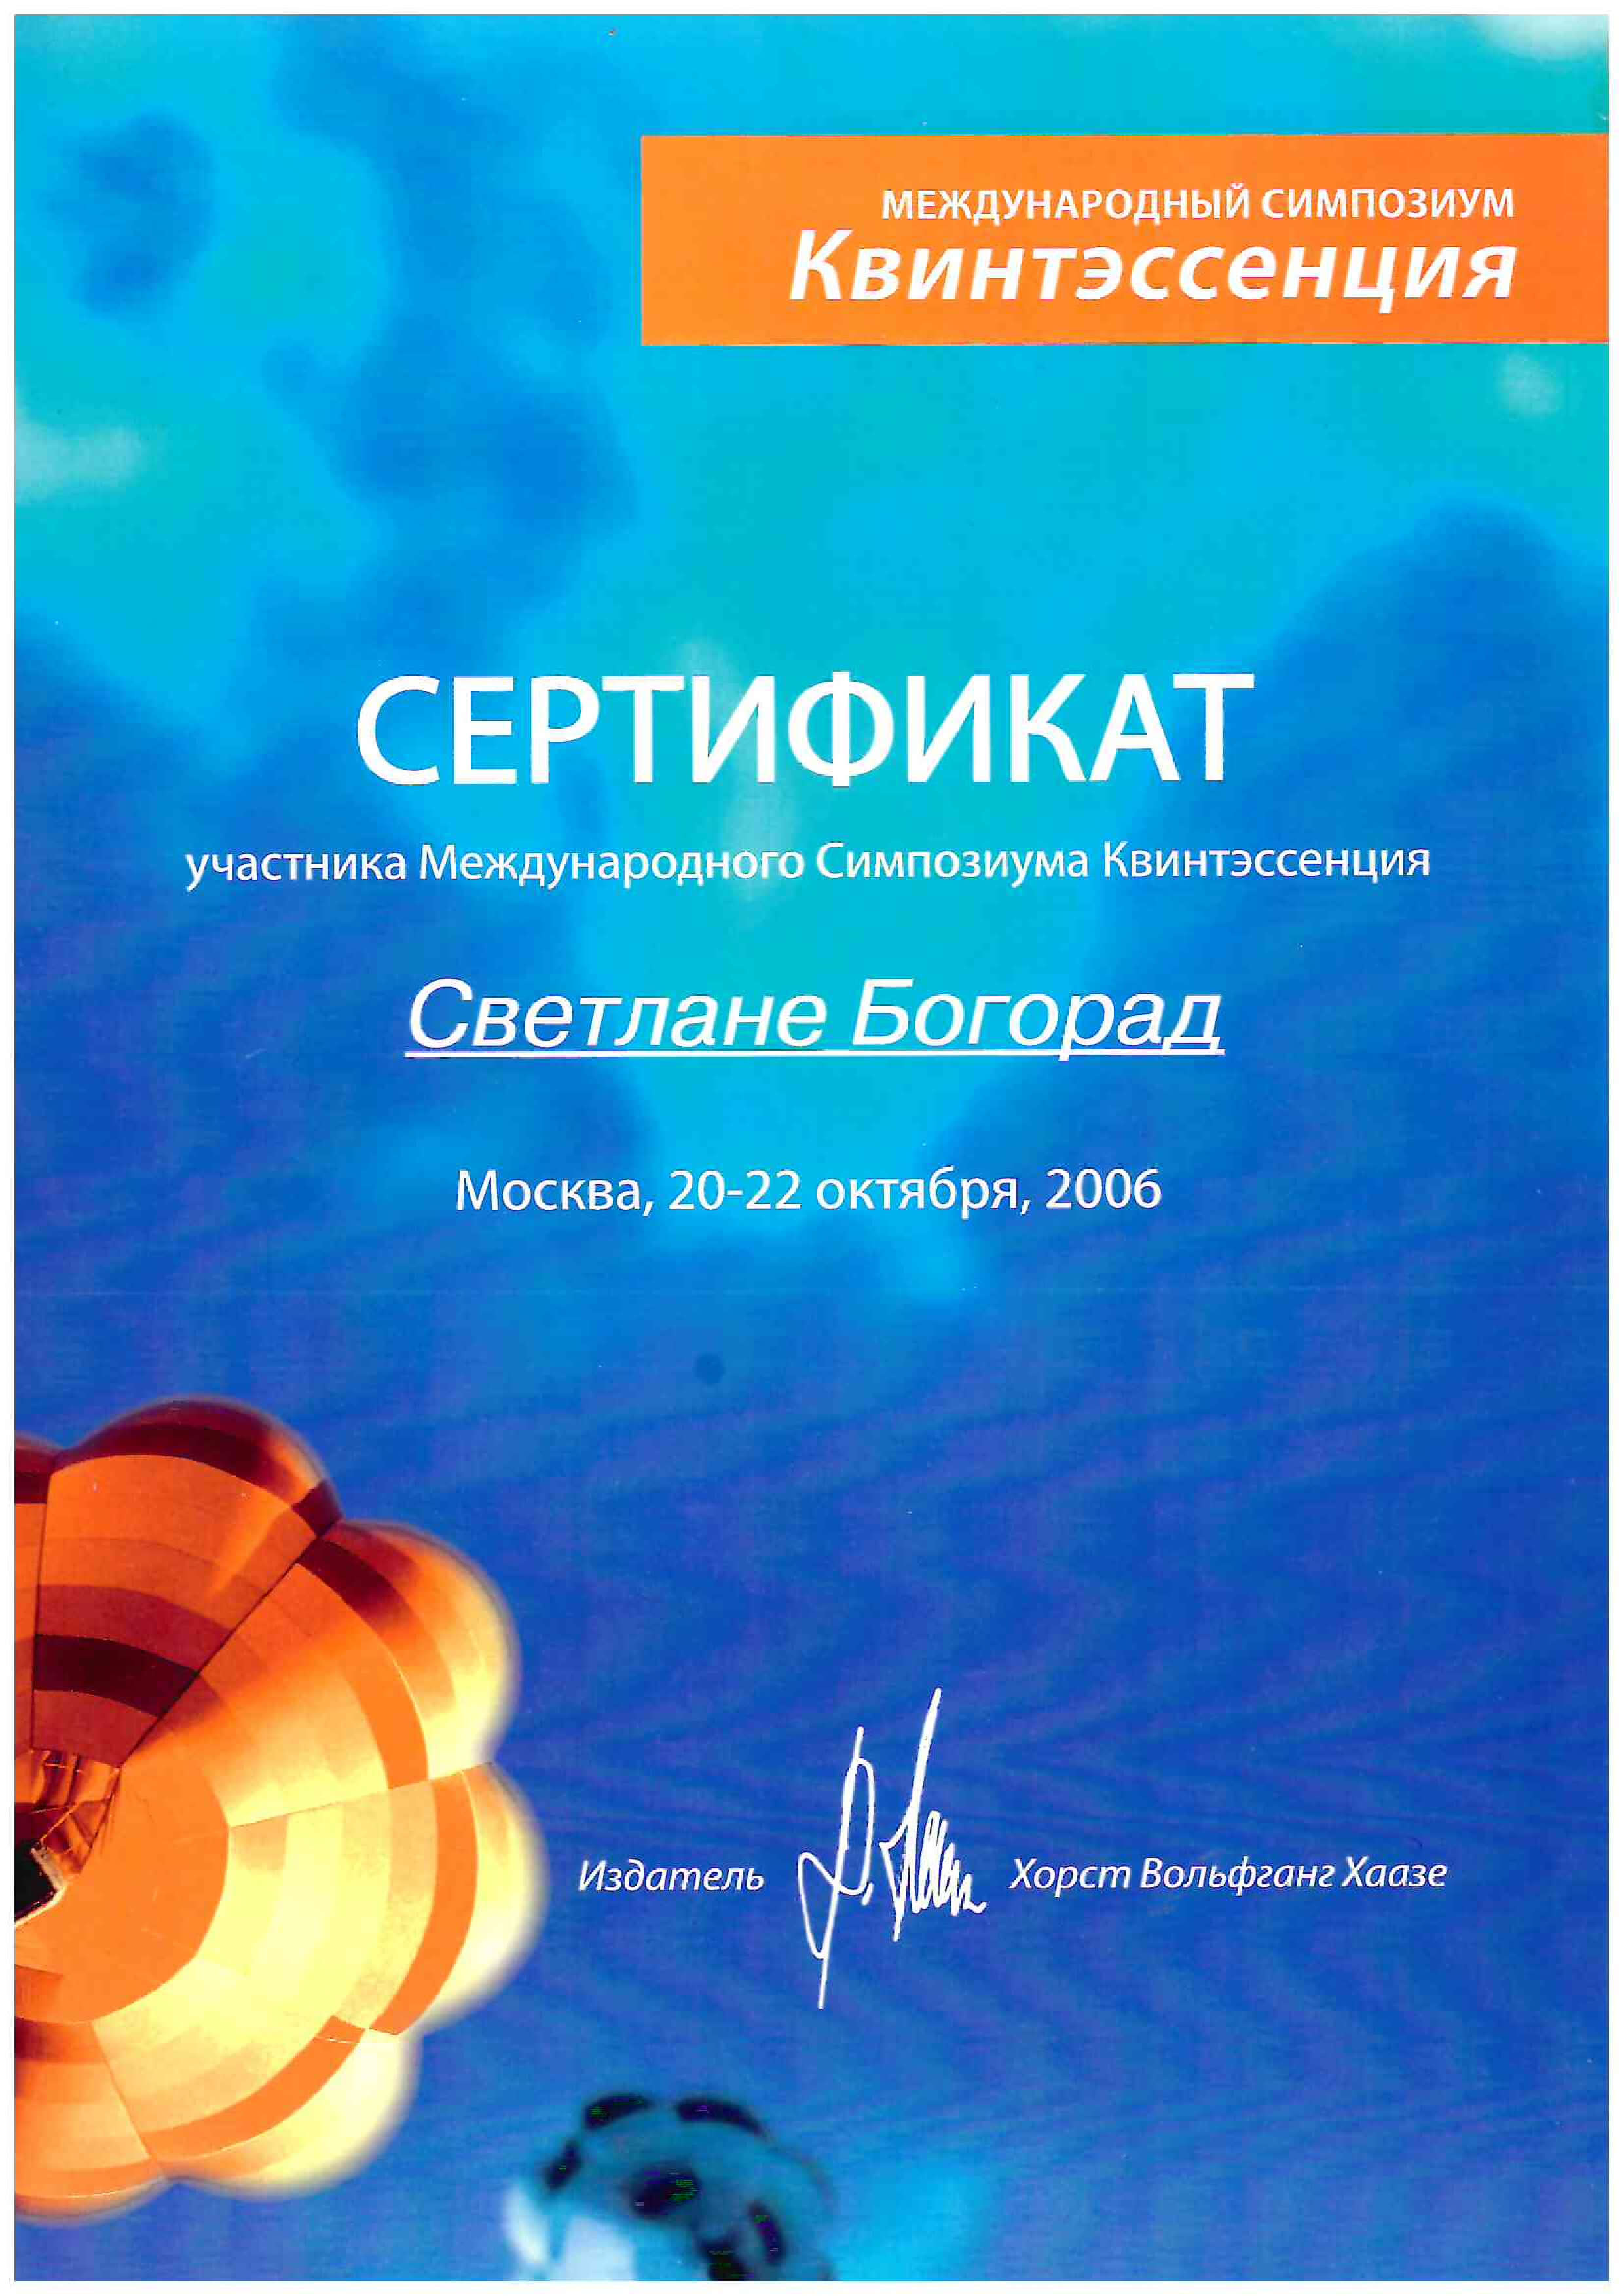 МЕЖДУНАРОДНЫЙ СИМПОЗИУМ
Квинтэссенция
СЕРТИФИКАТ
участника Международного Симпозиума Квинтэссенция
Светлане Богорад
Москва, 20-22 октября, 2006
Издатель
Хорст Вольфганг Хаазе